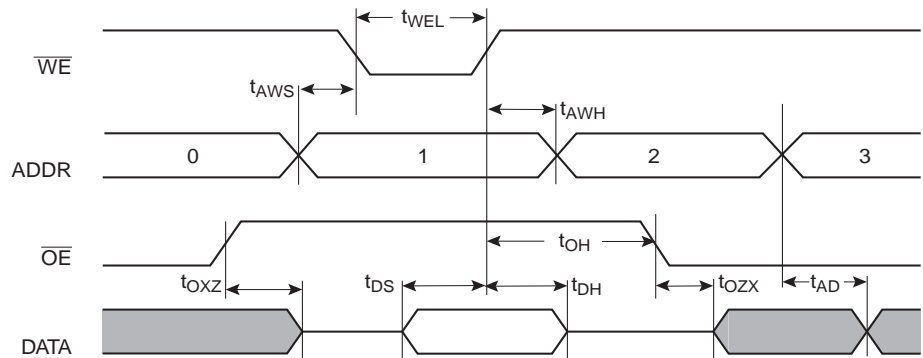 tWEL
WE
tAWS
tAWH
ADDR 0 1 2 3
OE
tOH
tOXZ tDS tDH tOZX tAD
DATA